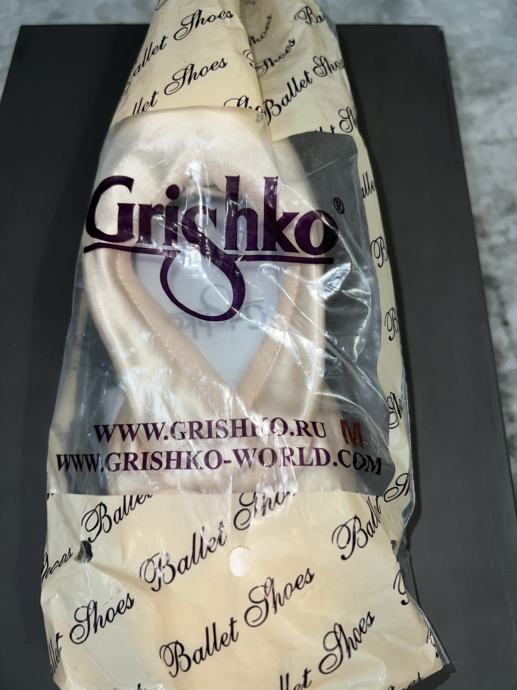 Ballet Shoes
Ballet Shoes
Ballet Shoes
Grishko®
WWW.GRISHKO.RU M
WWW.GRISHKO-WORLD.COM
Ballet
Ballet Shoes
Ballet
Shoes
Ballet Shoes
Shoes